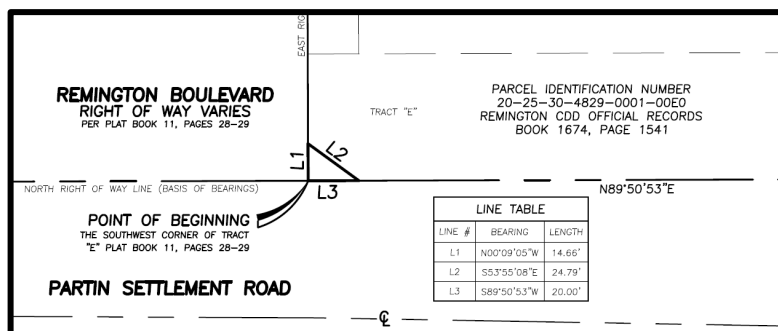 EAST RIG
REMINGTON BOULEVARD
RIGHT OF WAY VARIES
PER PLAT BOOK 11, PAGES 28-29
TRACT "E"
PARCEL IDENTIFICATION NUMBER
20-25-30-4829-0001-00E0
REMINGTON CDD OFFICIAL RECORDS
BOOK 1674, PAGE 1541
L1
L2
L3
NORTH RIGHT OF WAY LINE (BASIS OF BEARINGS)
N89°50'53"E
POINT OF BEGINNING
THE SOUTHWEST CORNER OF TRACT
"E" PLAT BOOK 11, PAGES 28-29
LINE TABLE
LINE # BEARING LENGTH
L1 N00°09'05"W 14.66'
L2 S53°55'08"E 24.79'
L3 S89°50'53"W 20.00'
PARTIN SETTLEMENT ROAD
℄